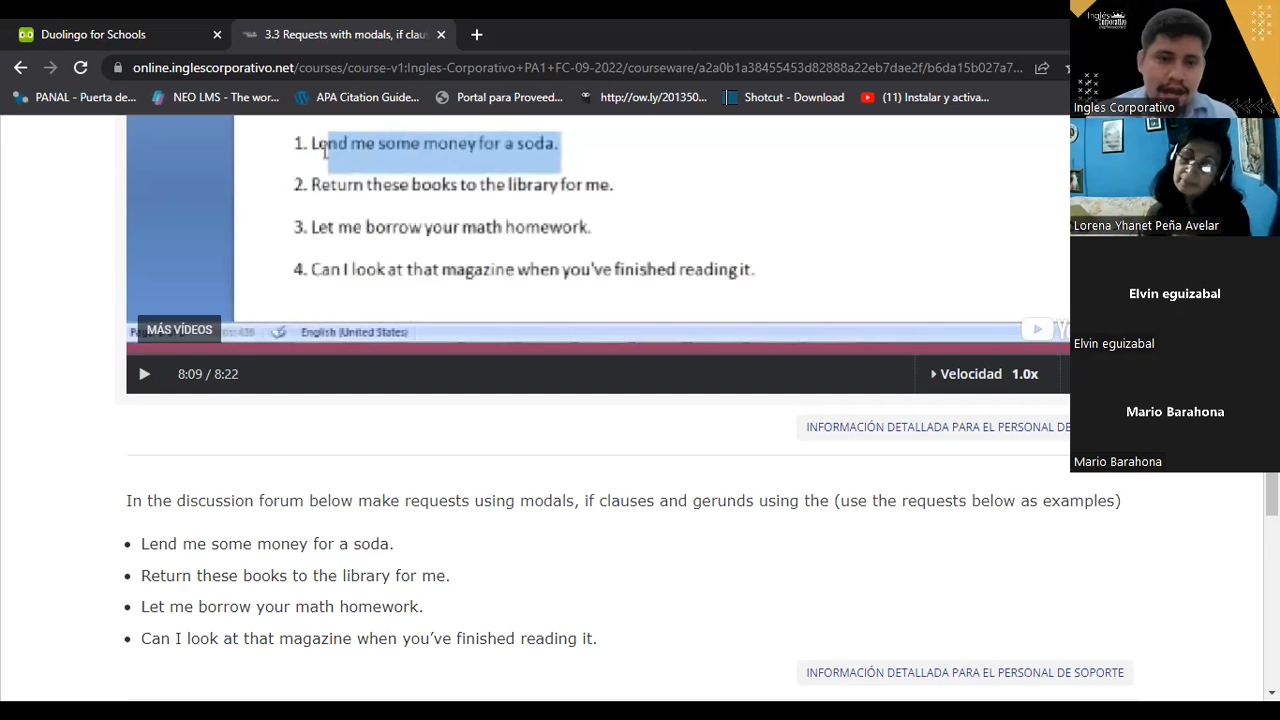 Duolingo for Schools
3.3 Requests with modals, if clau
online.inglescorporativo.net/courses/course-v1:Ingles-Corporativo+PA1+FC-09-2022/courseware/a2a0b1a38455453d82888a22eb7dae2f/b6da15b027a7...
PANAL - Puerta de...
NEO LMS - The wor...
APA Citation Guide...
Portal para Proveed...
http://ow.ly/201350...
Shotcut - Download
(11) Instalar y activa...
1. Lend me some money for a soda.
2. Return these books to the library for me.
3. Let me borrow your math homework.
4. Can I look at that magazine when you've finished reading it.
MÁS VÍDEOS
English (United States)
8:09 / 8:22
Velocidad 1.0x
INFORMACIÓN DETALLADA PARA EL PERSONAL DE
In the discussion forum below make requests using modals, if clauses and gerunds using the (use the requests below as examples)
• Lend me some money for a soda.
• Return these books to the library for me.
• Let me borrow your math homework.
• Can I look at that magazine when you’ve finished reading it.
INFORMACIÓN DETALLADA PARA EL PERSONAL DE SOPORTE
Inglés
Corporativo
Ingles Corporativo
Lorena Yhanet Peña Avelar
Elvin eguizabal
Elvin eguizabal
Mario Barahona
Mario Barahona